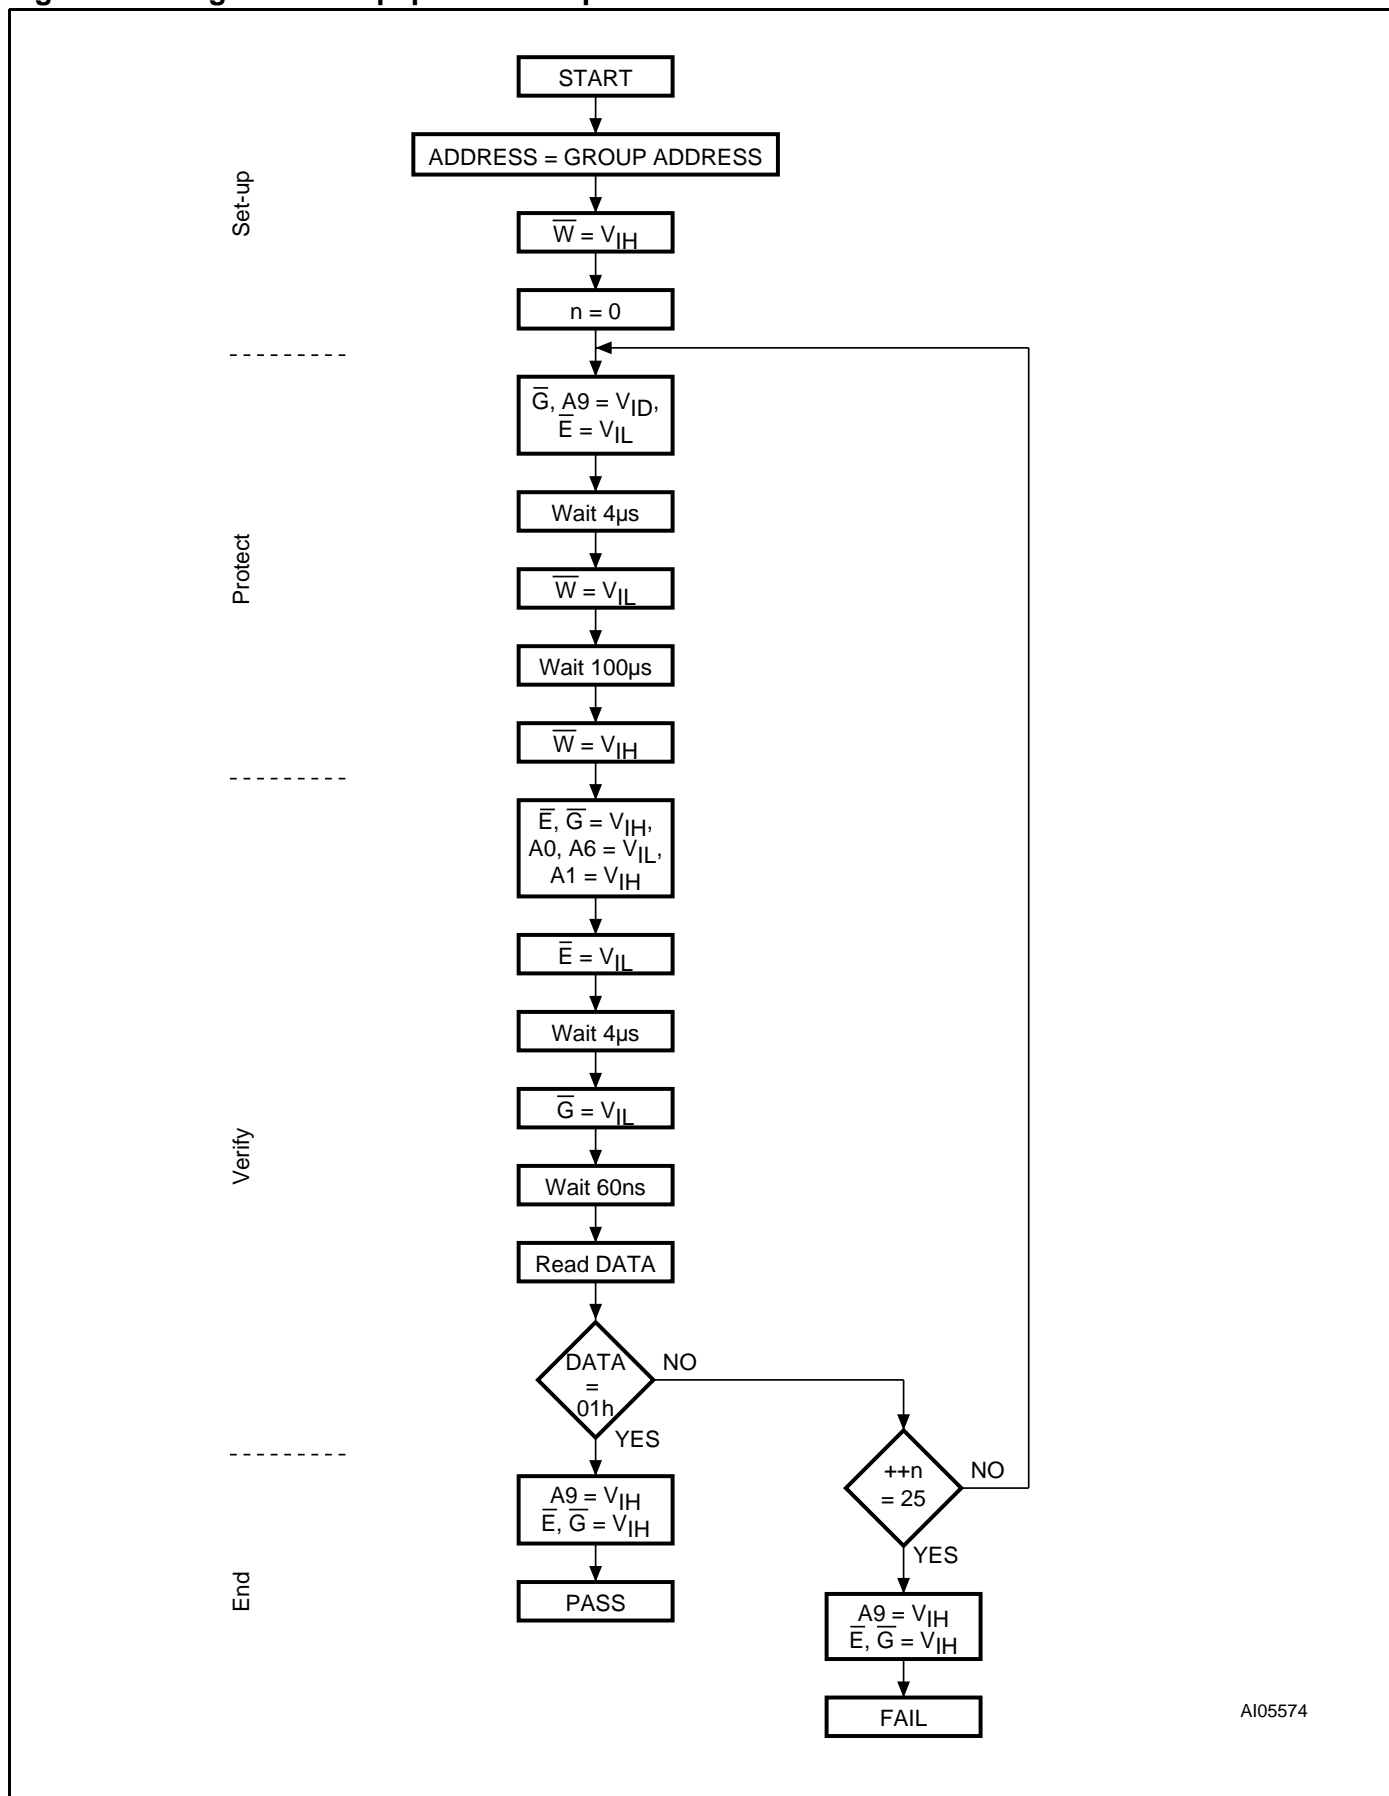 START
ADDRESS = GROUP ADDRESS
Set-up
W̅ = VIH
n = 0
G̅, A9 = VID,
E̅ = VIL
Wait 4µs
Protect
W̅ = VIL
Wait 100µs
W̅ = VIH
E̅, G̅ = VIH,
A0, A6 = VIL,
A1 = VIH
E̅ = VIL
Wait 4µs
G̅ = VIL
Verify
Wait 60ns
Read DATA
DATA
=
01h
NO
YES
++n
= 25
NO
YES
A9 = VIH
E̅, G̅ = VIH
End
PASS
A9 = VIH
E̅, G̅ = VIH
FAIL
AI05574